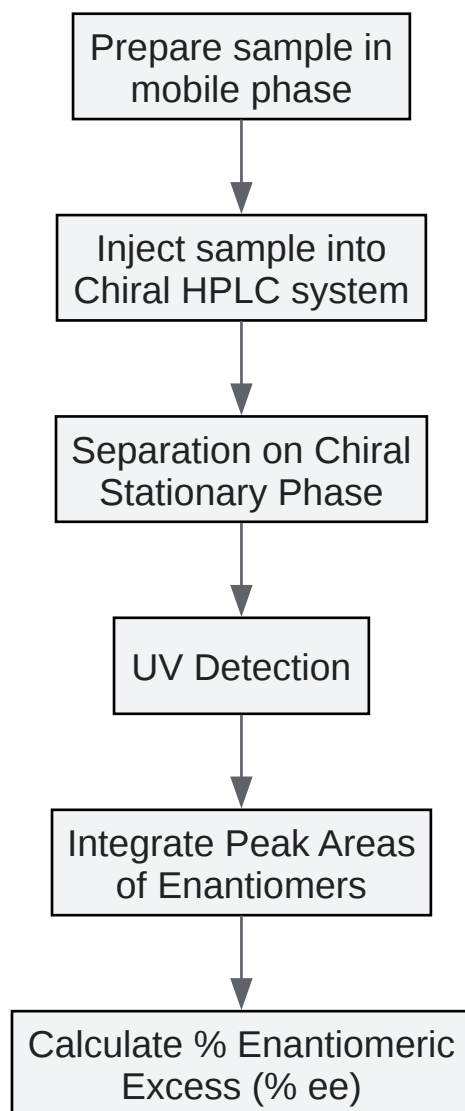 Prepare sample in
mobile phase
Inject sample into
Chiral HPLC system
Separation on Chiral
Stationary Phase
UV Detection
Integrate Peak Areas
of Enantiomers
Calculate % Enantiomeric
Excess (% ee)